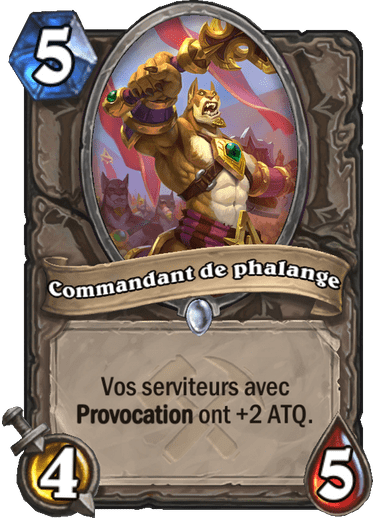 5
Commandant de phalange
Vos serviteurs avec
Provocation ont +2 ATQ.
4
5